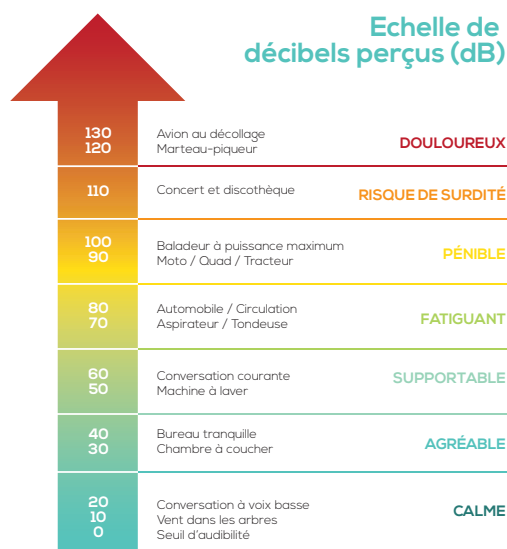 Echelle de
décibels perçus (dB)
130 Avion au décollage
120 Marteau-piqueur
DOULOUREUX
110 Concert et discothèque
RISQUE DE SURDITÉ
100 Baladeur à puissance maximum
90 Moto / Quad / Tracteur
PÉNIBLE
80 Automobile / Circulation
70 Aspirateur / Tondeuse
FATIGUANT
60 Conversation courante
50 Machine à laver
SUPPORTABLE
40 Bureau tranquille
30 Chambre à coucher
AGRÉABLE
20 Conversation à voix basse
10 Vent dans les arbres
0 Seuil d'audibilité
CALME